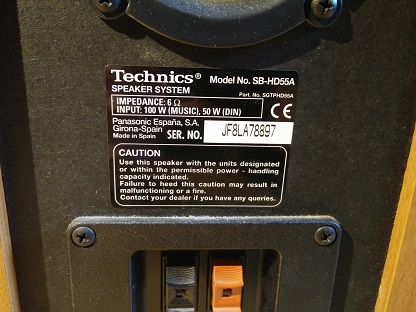 Technics® Model No. SB-HD55A
SPEAKER SYSTEM Part. No. SGTPHD55A
IMPEDANCE: 6 Ω
INPUT: 100 W (MUSIC), 50 W (DIN)
CE
Panasonic España, S.A.
Girona-Spain
Made in Spain SER. NO. JF8LA78897
CAUTION
Use this speaker with the units designated
or within the permissible power - handling
capacity indicated.
Failure to heed this caution may result in
malfunctioning or a fire.
Contact your dealer if you have any queries.